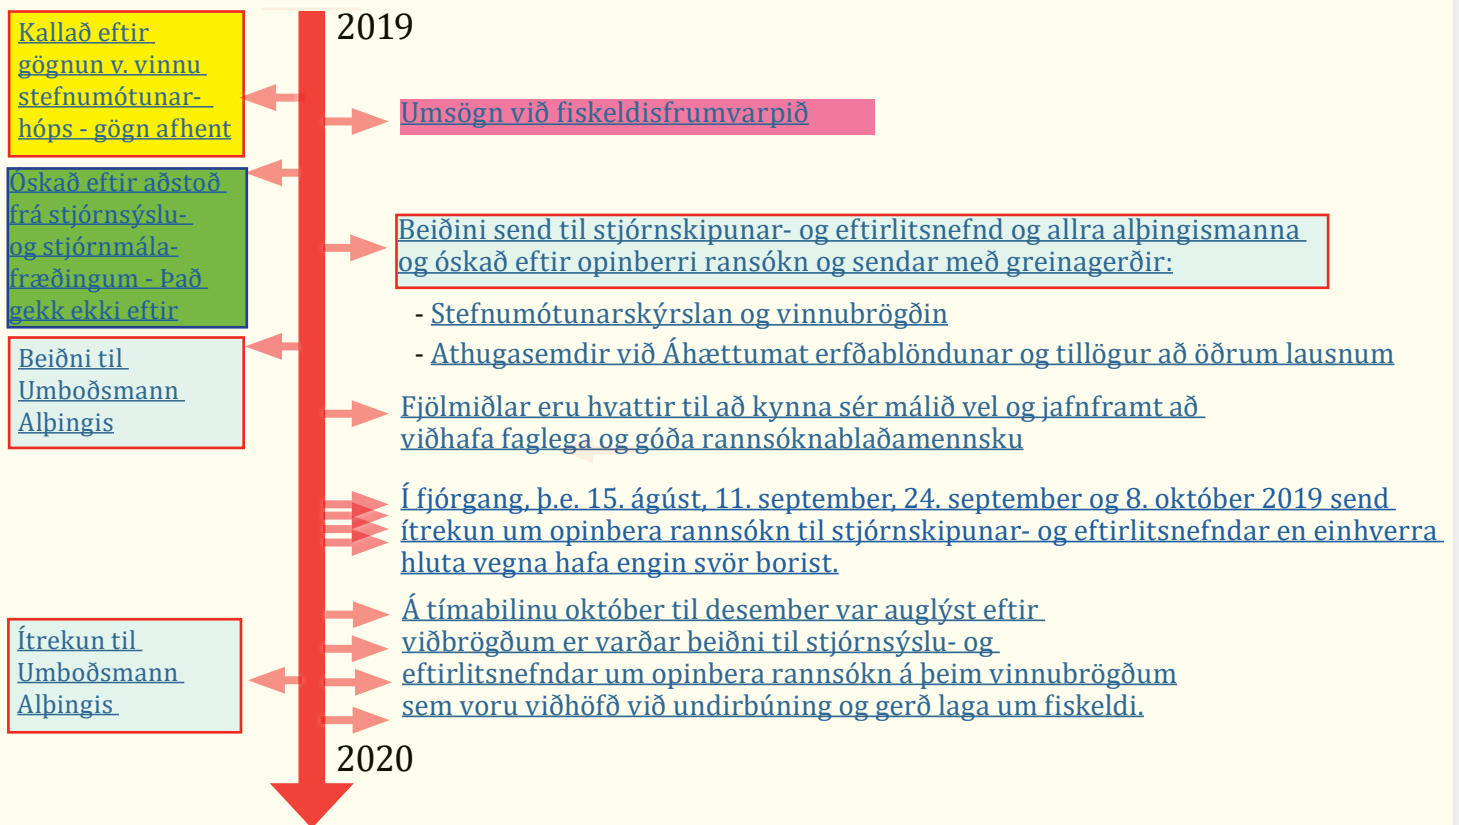 2019
Kallað eftir
gögnun v. vinnu
stefnumótunar-
hóps - gögn afhent
Umsögn við fiskeldisfrumvarpið
Óskað eftir aðstoð
frá stjórnsýslu-
og stjórnmála-
fræðingum - Það
gekk ekki eftir
Beiðini send til stjórnskipunar- og eftirlitsnefnd og allra alþingismanna
og óskað eftir opinberri ransókn og sendar með greinagerðir:
- Stefnumótunarskýrslan og vinnubrögðin
- Athugasemdir við Áhættumat erfðablöndunar og tillögur að öðrum lausnum
Beiðni til
Umboðsmann
Alþingis
Fjölmiðlar eru hvattir til að kynna sér málið vel og jafnframt að
viðhafa faglega og góða rannsóknablaðamennsku
Í fjórgang, þ.e. 15. ágúst, 11. september, 24. september og 8. október 2019 send
ítrekun um opinbera rannsókn til stjórnskipunar- og eftirlitsnefndar en einhverra
hluta vegna hafa engin svör borist.
Á tímabilinu október til desember var auglýst eftir
viðbrögðum er varðar beiðni til stjórnsýslu- og
eftirlitsnefndar um opinbera rannsókn á þeim vinnubrögðum
sem voru viðhöfð við undirbúning og gerð laga um fiskeldi.
Ítrekun til
Umboðsmann
Alþingis
2020